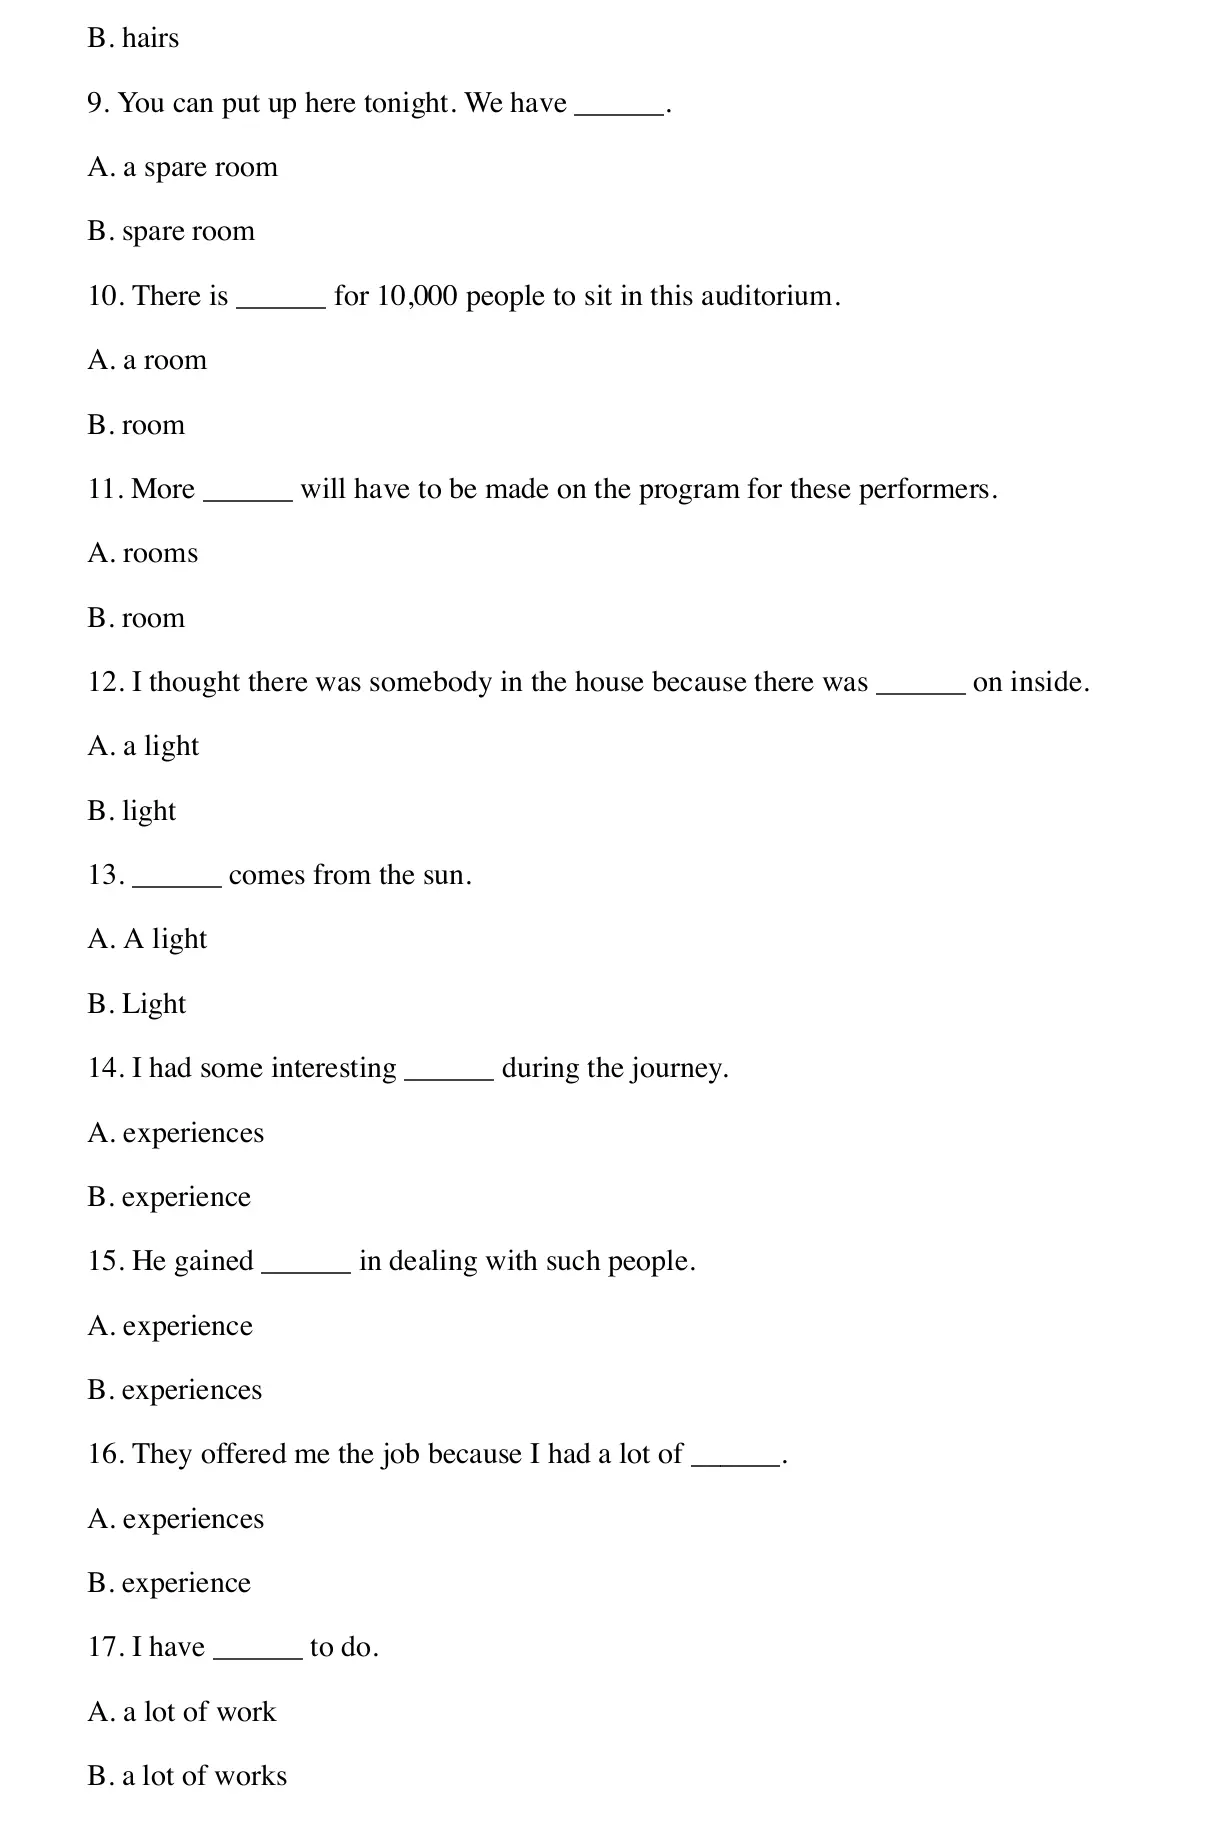 B. hairs
9. You can put up here tonight. We have ______.
A. a spare room
B. spare room
10. There is ______ for 10,000 people to sit in this auditorium.
A. a room
B. room
11. More ______ will have to be made on the program for these performers.
A. rooms
B. room
12. I thought there was somebody in the house because there was ______ on inside.
A. a light
B. light
13. ______ comes from the sun.
A. A light
B. Light
14. I had some interesting ______ during the journey.
A. experiences
B. experience
15. He gained ______ in dealing with such people.
A. experience
B. experiences
16. They offered me the job because I had a lot of ______.
A. experiences
B. experience
17. I have ______ to do.
A. a lot of work
B. a lot of works